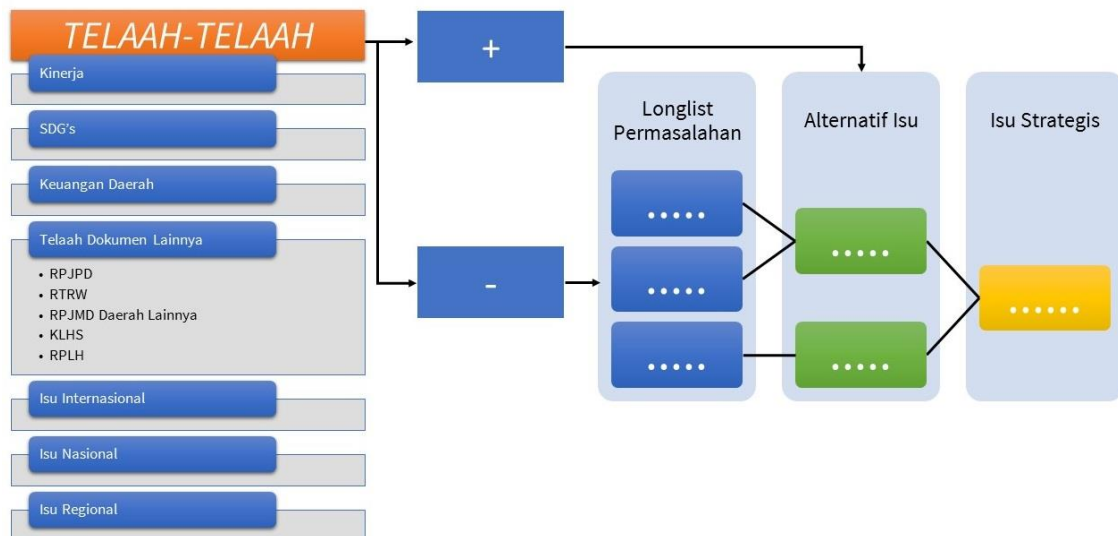 TELAAH-TELAAH
Kinerja
SDG's
Keuangan Daerah
Telaah Dokumen Lainnya
• RPJPD
• RTRW
• RPJMD Daerah Lainnya
• KLHS
• RPLH
Isu Internasional
Isu Nasional
Isu Regional
+
-
Longlist
Permasalahan
.....
.....
.....
Alternatif Isu
.....
.....
Isu Strategis
......